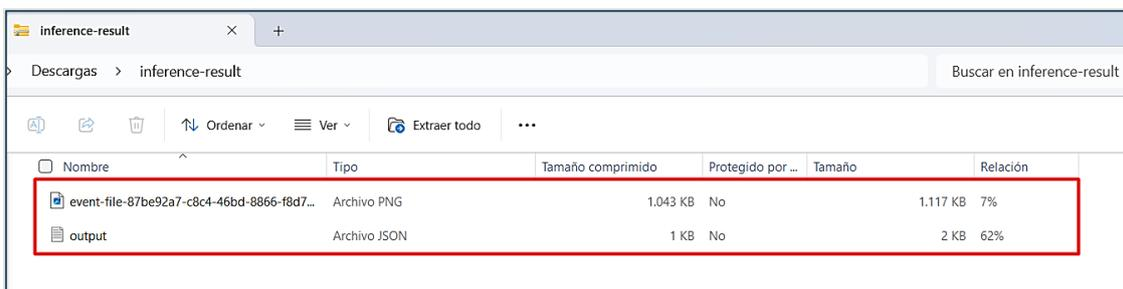 inference-result
Descargas > inference-result Buscar en inference-result
Ordenar Ver Extraer todo ...
Nombre Tipo Tamaño comprimido Protegido por ... Tamaño Relación
event-file-87be92a7-c8c4-46bd-8866-f8d7... Archivo PNG 1.043 KB No 1.117 KB 7%
output Archivo JSON 1 KB No 2 KB 62%